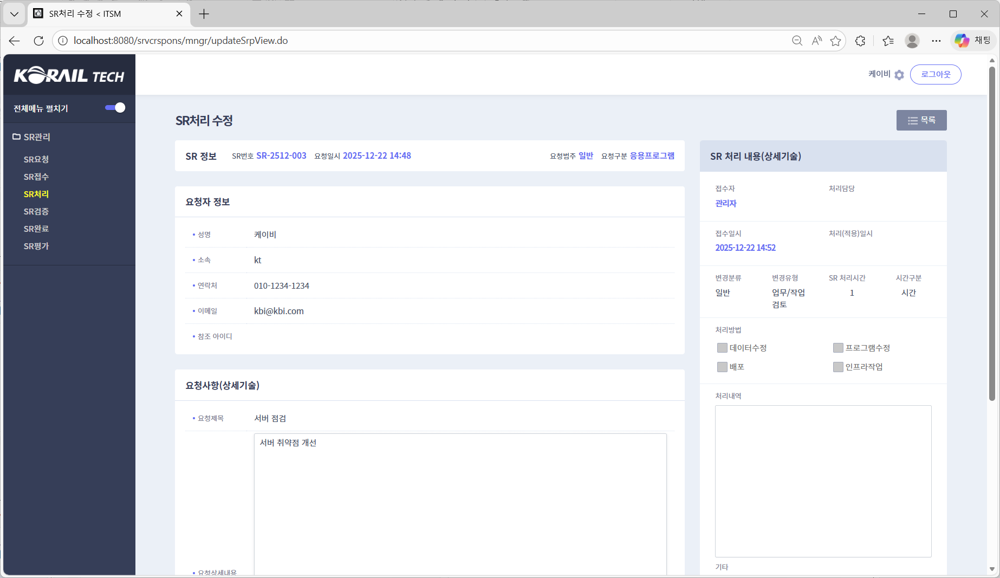 SR처리 수정 < ITSM
localhost:8080/srvcrspons/mngr/updateSrpView.do
채팅
KORAIL TECH
케이비
로그아웃
전체메뉴 펼치기
SR관리
SR요청
SR접수
SR처리
SR검증
SR완료
SR평가
SR처리 수정
목록
SR 정보 SR번호 SR-2512-003 요청일시 2025-12-22 14:48 요청범주 일반 요청구분 응용프로그램
요청자 정보
성명 케이비
소속 kt
연락처 010-1234-1234
이메일 kbi@kbi.com
참조 아이디
요청사항(상세기술)
요청제목 서버 점검
서버 취약점 개선
요청상세내용
SR 처리 내용(상세기술)
접수자 처리담당
관리자
접수일시 처리(적용)일시
2025-12-22 14:52
변경분류 변경유형 SR 처리시간 시간구분
일반 업무/작업 1 시간
검토
처리방법
데이터수정 프로그램수정
배포 인프라작업
처리내역
기타